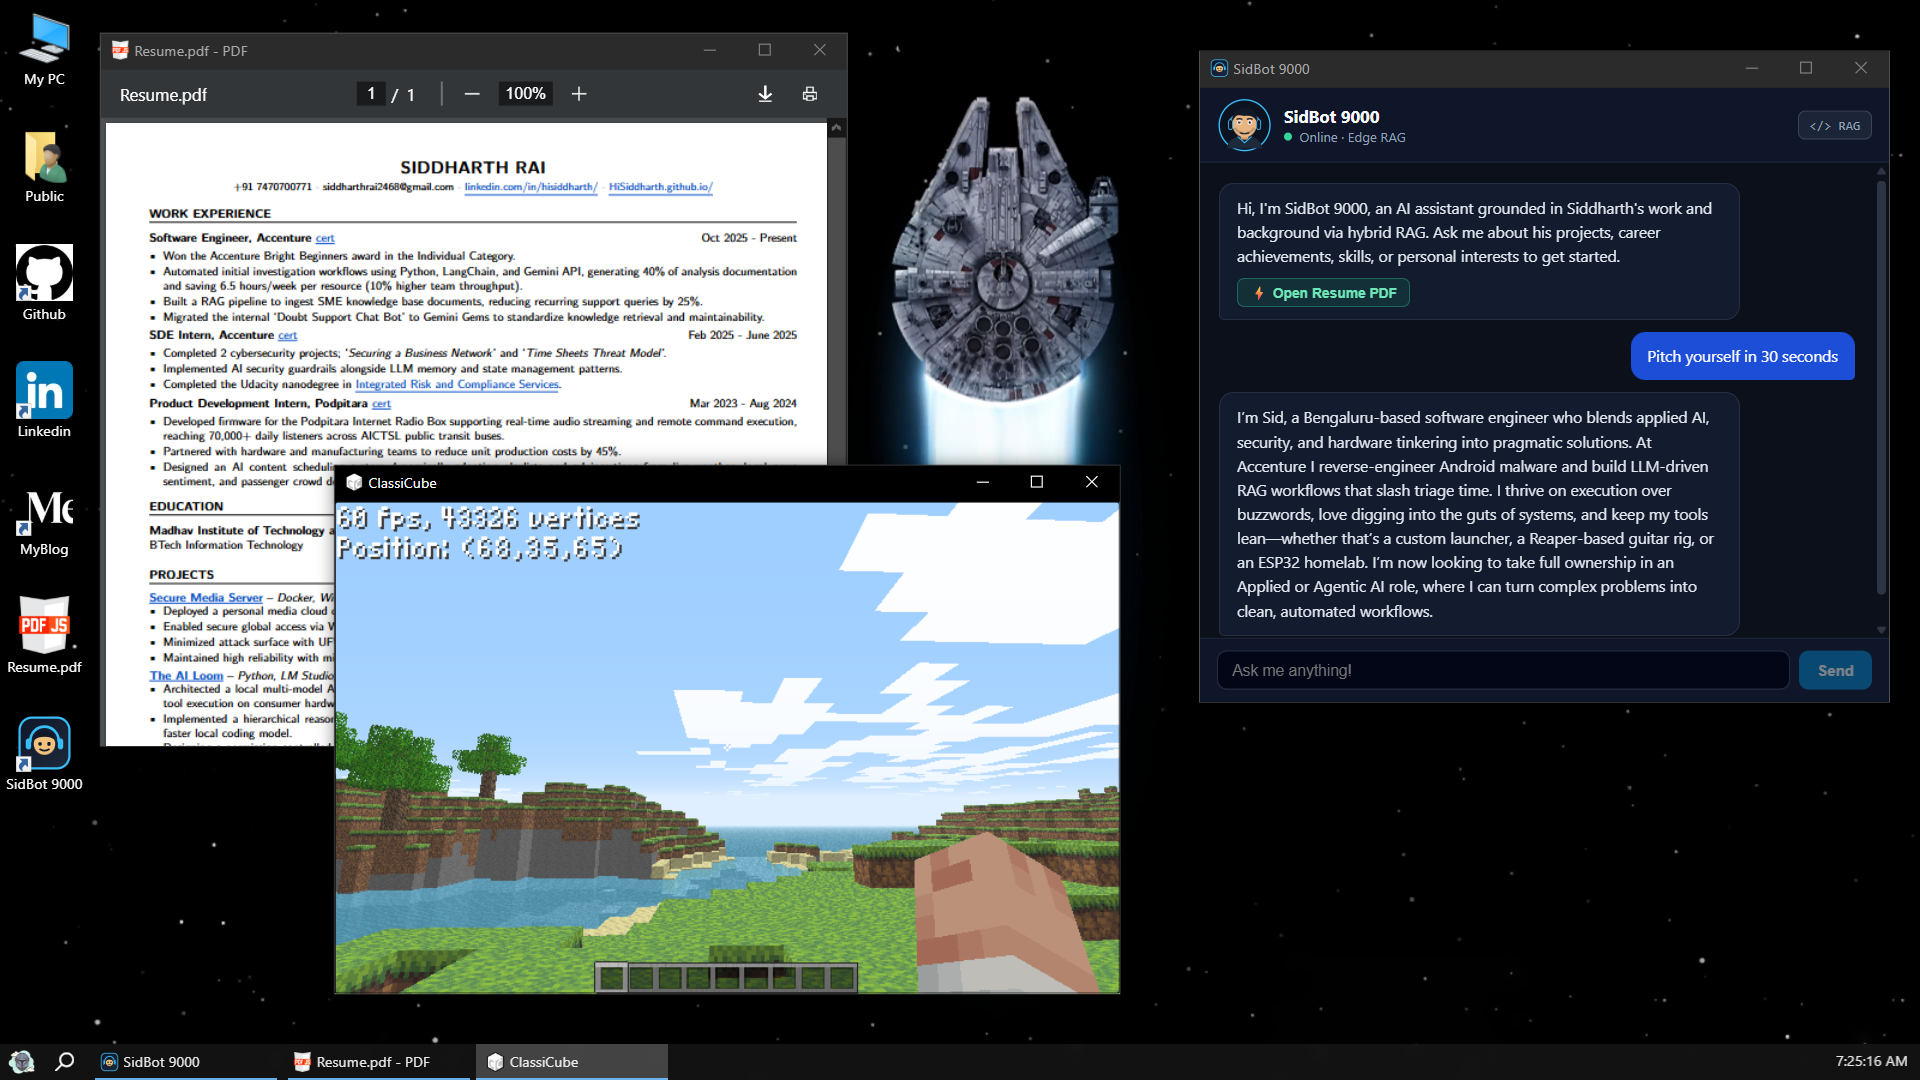 My PC
Public
Github
Linkedin
Me
MyBlog
PDF JS
Resume.pdf
SidBot 9000
Resume.pdf - PDF
Resume.pdf
1 / 1
100%
SIDDHARTH RAI
+91 7470700771 siddharthrai2468@gmail.com linkedin.com/in/hisiddharth/ HiSiddharth.github.io/
WORK EXPERIENCE
Software Engineer, Accenture cert Oct 2025 - Present
▪ Won the Accenture Bright Beginners award in the Individual Category.
▪ Automated initial investigation workflows using Python, LangChain, and Gemini API, generating 40% of analysis documentation
and saving 6.5 hours/week per resource (10% higher team throughput).
▪ Built a RAG pipeline to ingest SME knowledge base documents, reducing recurring support queries by 25%.
▪ Migrated the internal 'Doubt Support Chat Bot' to Gemini Gems to standardize knowledge retrieval and maintainability.
SDE Intern, Accenture cert Feb 2025 - June 2025
▪ Completed 2 cybersecurity projects; 'Securing a Business Network' and 'Time Sheets Threat Model'.
▪ Implemented AI security guardrails alongside LLM memory and state management patterns.
▪ Completed the Udacity nanodegree in Integrated Risk and Compliance Services.
Product Development Intern, Podpitara cert Mar 2023 - Aug 2024
▪ Developed firmware for the Podpitara Internet Radio Box supporting real-time audio streaming and remote command execution,
reaching 70,000+ daily listeners across AICTSL public transit buses.
▪ Partnered with hardware and manufacturing teams to reduce unit production costs by 45%.
▪ Designed an AI content
sentiment, and passenger crowd
EDUCATION
Madhav Institute of Technology
BTech Information Technology
PROJECTS
Secure Media Server – Docker,
▪ Deployed a personal media cloud
▪ Enabled secure global access via
▪ Minimized attack surface with
▪ Maintained high reliability with
The AI Loom – Python, LM Studio
▪ Architected a local multi-model
tool execution on consumer
▪ Implemented a hierarchical
faster local coding model.
ClassiCube
60 fps, 43326 vertices
Position: (60,35,65)
SidBot 9000
SidBot 9000
Online · Edge RAG
</> RAG
Hi, I'm SidBot 9000, an AI assistant grounded in Siddharth's work and
background via hybrid RAG. Ask me about his projects, career
achievements, skills, or personal interests to get started.
Open Resume PDF
Pitch yourself in 30 seconds
I'm Sid, a Bengaluru-based software engineer who blends applied AI,
security, and hardware tinkering into pragmatic solutions. At
Accenture I reverse-engineer Android malware and build LLM-driven
RAG workflows that slash triage time. I thrive on execution over
buzzwords, love digging into the guts of systems, and keep my tools
lean—whether that's a custom launcher, a Reaper-based guitar rig, or
an ESP32 homelab. I'm now looking to take full ownership in an
Applied or Agentic AI role, where I can turn complex problems into
clean, automated workflows.
Ask me anything!
Send
SidBot 9000
Resume.pdf - PDF
ClassiCube
7:25:16 AM